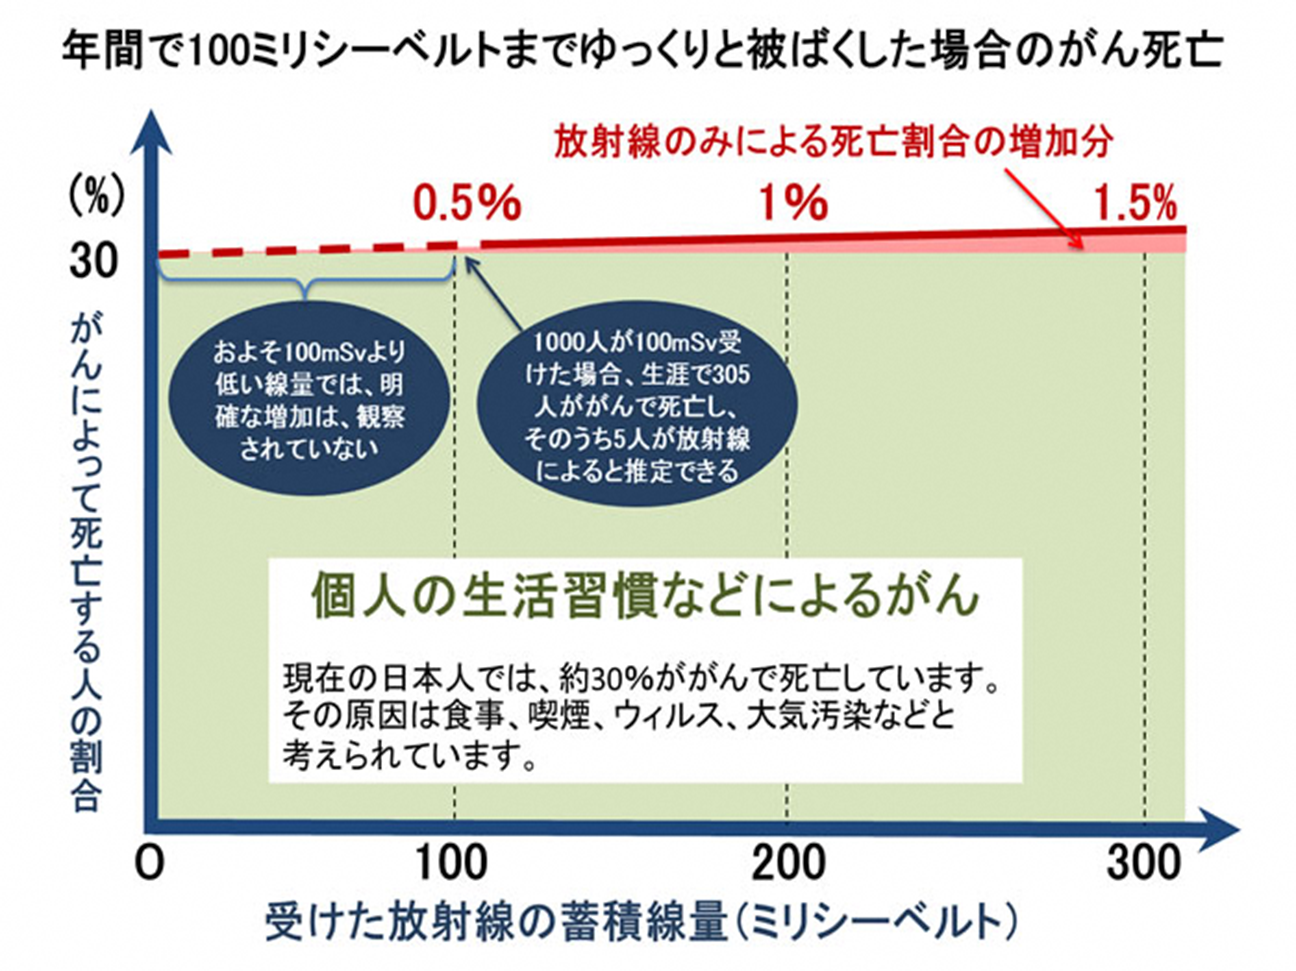 年間で100ミリシーベルトまでゆっくりと被ばくした場合のがん死亡
放射線のみによる死亡割合の増加分
(%)
0.5%
1%
1.5%
30
がんによって死亡する人の割合
およそ100mSvより
低い線量では、明
確な増加は、観察
されていない
1000人が100mSv受
けた場合、生涯で305
人ががんで死亡し、
そのうち5人が放射線
によると推定できる
個人の生活習慣などによるがん
現在の日本人では、約30%ががんで死亡しています。
その原因は食事、喫煙、ウィルス、大気汚染などと
考えられています。
0
100
200
300
受けた放射線の蓄積線量(ミリシーベルト)